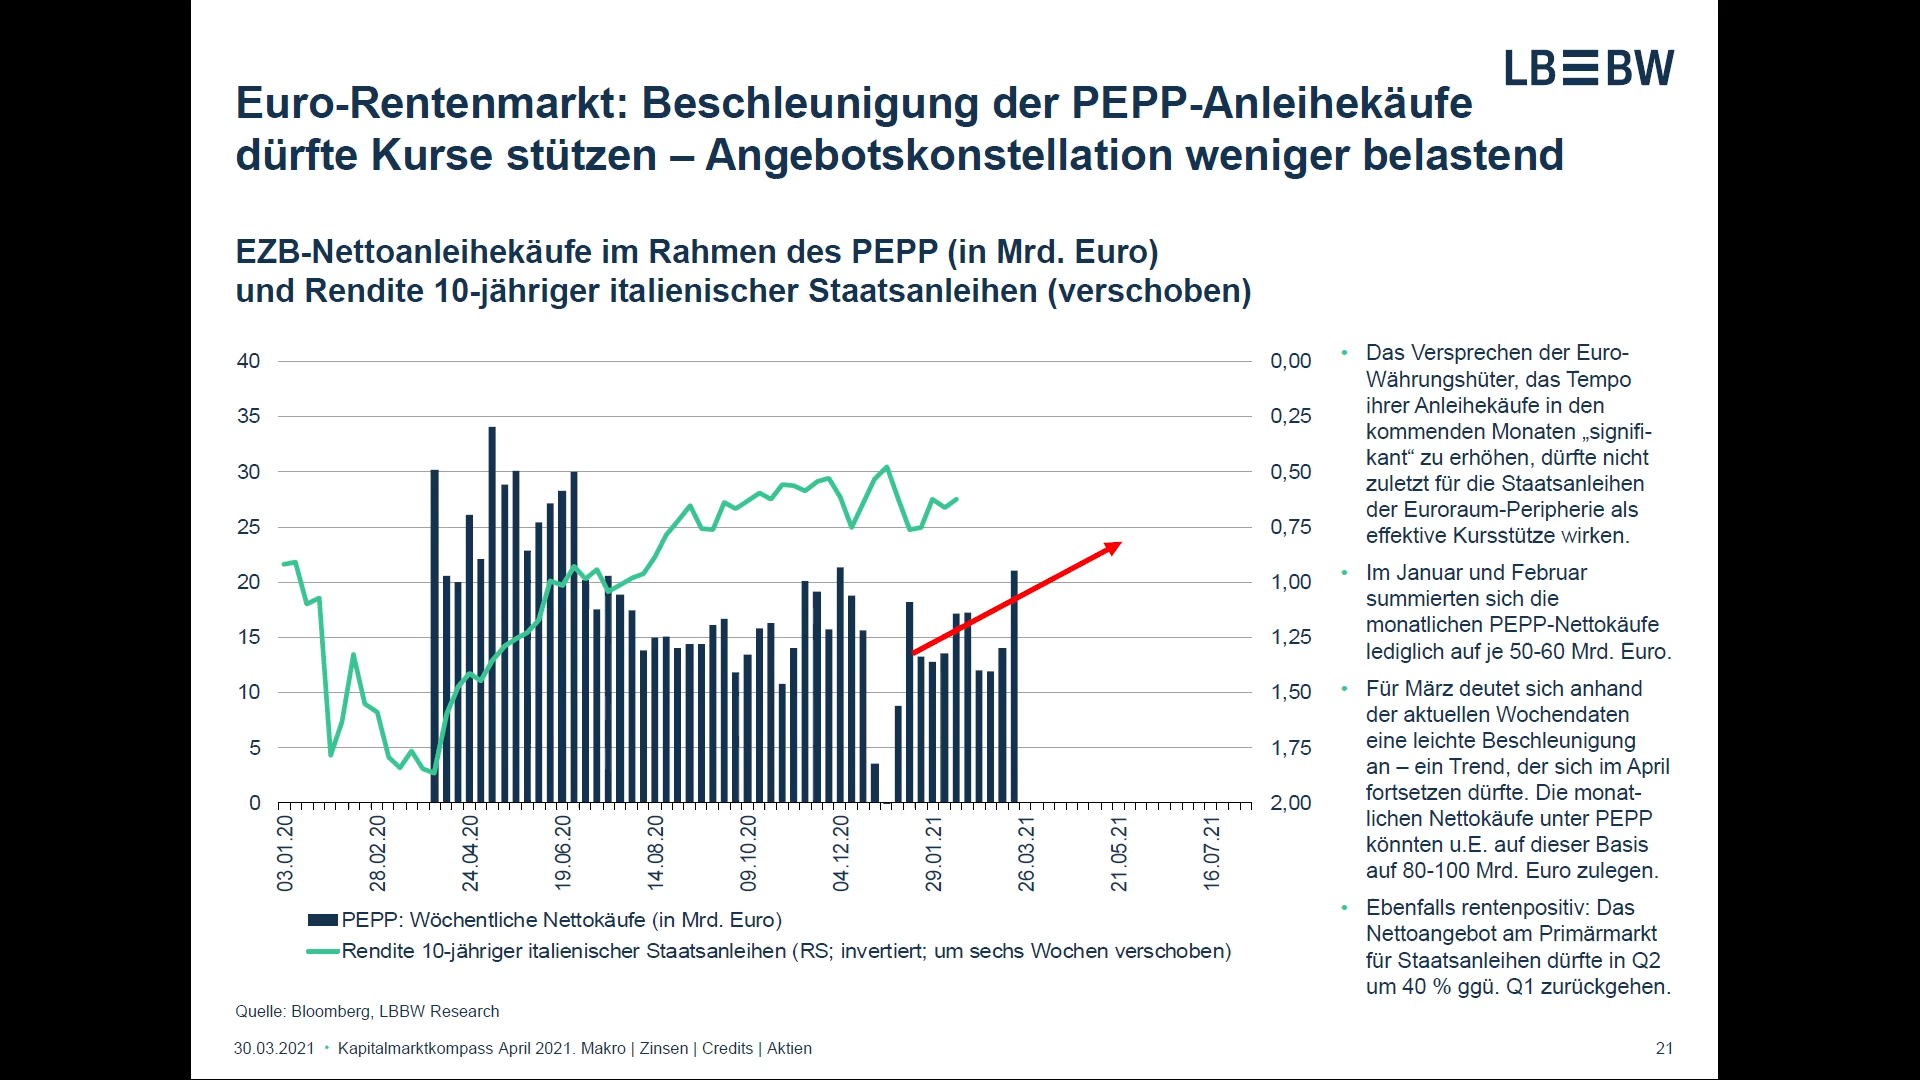 LBBW
Euro-Rentenmarkt: Beschleunigung der PEPP-Anleihekäufe
dürfte Kurse stützen – Angebotskonstellation weniger belastend
EZB-Nettoanleihekäufe im Rahmen des PEPP (in Mrd. Euro)
und Rendite 10-jähriger italienischer Staatsanleihen (verschoben)
40
35
30
25
20
15
10
5
0
0,00
0,25
0,50
0,75
1,00
1,25
1,50
1,75
2,00
03.01.20
28.02.20
24.04.20
19.06.20
14.08.20
09.10.20
04.12.20
29.01.21
26.03.21
21.05.21
16.07.21
PEPP: Wöchentliche Nettokäufe (in Mrd. Euro)
Rendite 10-jähriger italienischer Staatsanleihen (RS; invertiert; um sechs Wochen verschoben)
• Das Versprechen der Euro-
Währungshüter, das Tempo
ihrer Anleihekäufe in den
kommenden Monaten „signifi-
kant“ zu erhöhen, dürfte nicht
zuletzt für die Staatsanleihen
der Euroraum-Peripherie als
effektive Kursstütze wirken.
• Im Januar und Februar
summierten sich die
monatlichen PEPP-Nettokäufe
lediglich auf je 50-60 Mrd. Euro.
• Für März deutet sich anhand
der aktuellen Wochendaten
eine leichte Beschleunigung
an – ein Trend, der sich im April
fortsetzen dürfte. Die monat-
lichen Nettokäufe unter PEPP
könnten u.E. auf dieser Basis
auf 80-100 Mrd. Euro zulegen.
• Ebenfalls rentenpositiv: Das
Nettoangebot am Primärmarkt
für Staatsanleihen dürfte in Q2
um 40 % ggü. Q1 zurückgehen.
Quelle: Bloomberg, LBBW Research
30.03.2021 • Kapitalmarktkompass April 2021. Makro | Zinsen | Credits | Aktien
21